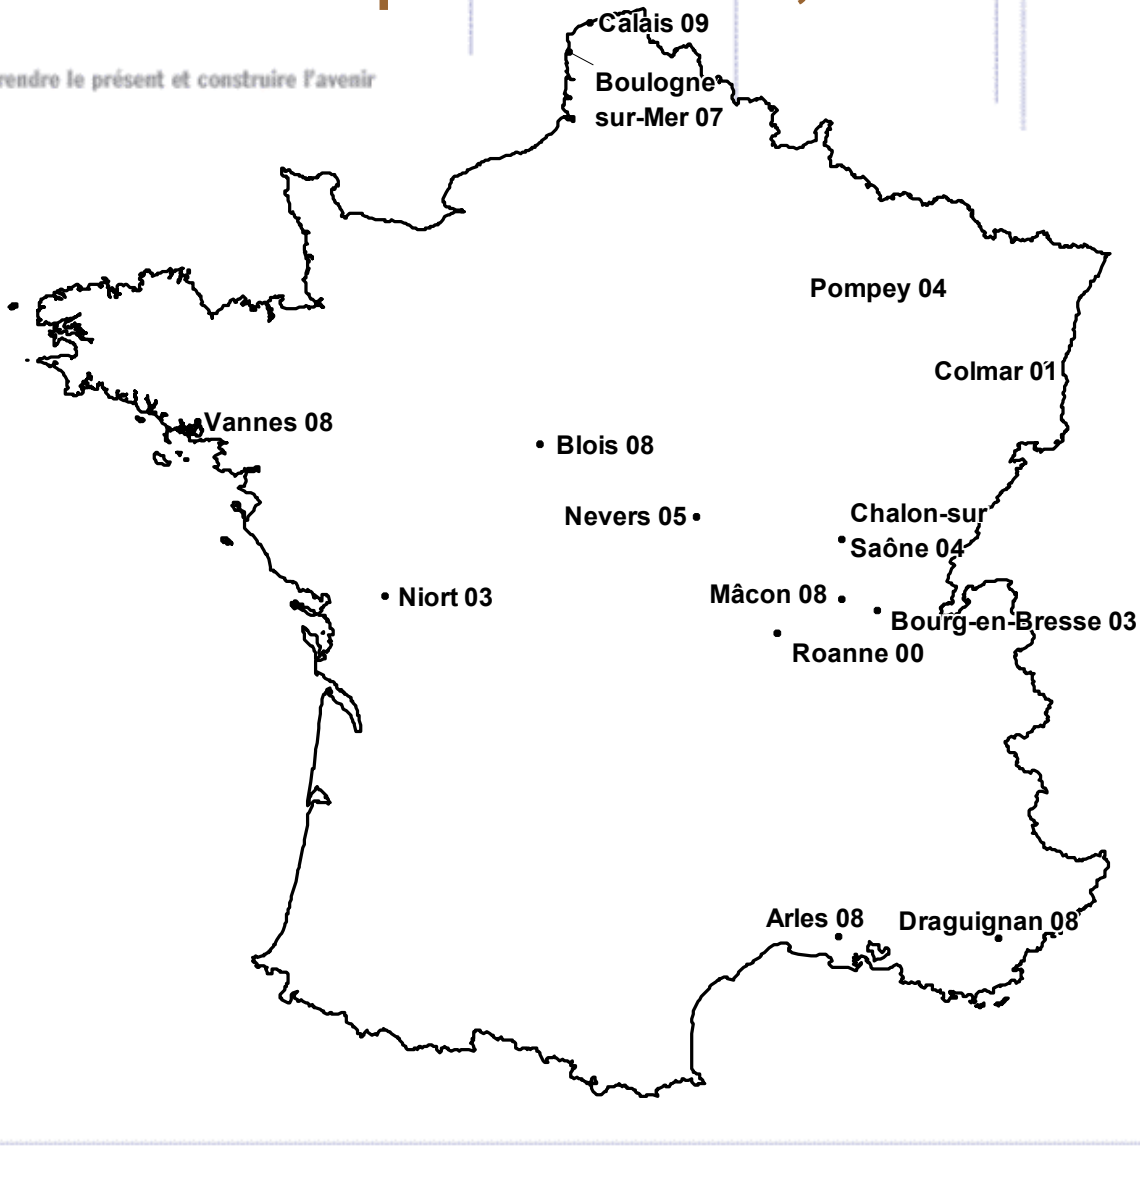 Calais 09
rendre le présent et construire l'avenir
Boulogne
sur-Mer 07
Pompey 04
Colmar 01
Vannes 08
Blois 08
Nevers 05
Chalon-sur
Saône 04
Mâcon 08
Niort 03
Bourg-en-Bresse 03
Roanne 00
Arles 08
Draguignan 08